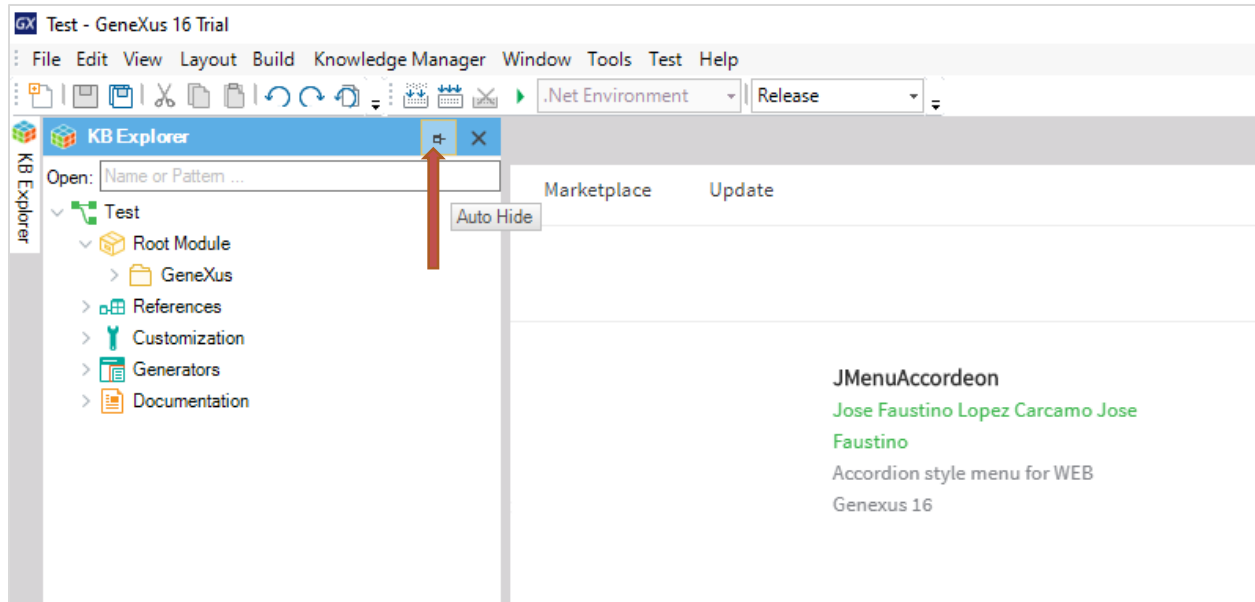 GX Test - GeneXus 16 Trial
File Edit View Layout Build Knowledge Manager Window Tools Test Help
.Net Environment Release
KB Explorer
KB Explorer
Open: Name or Pattern ...
Marketplace Update
Test
Auto Hide
Root Module
GeneXus
References
Customization
Generators
Documentation
JMenuAccordeon
Jose Faustino Lopez Carcamo Jose
Faustino
Accordion style menu for WEB
Genexus 16